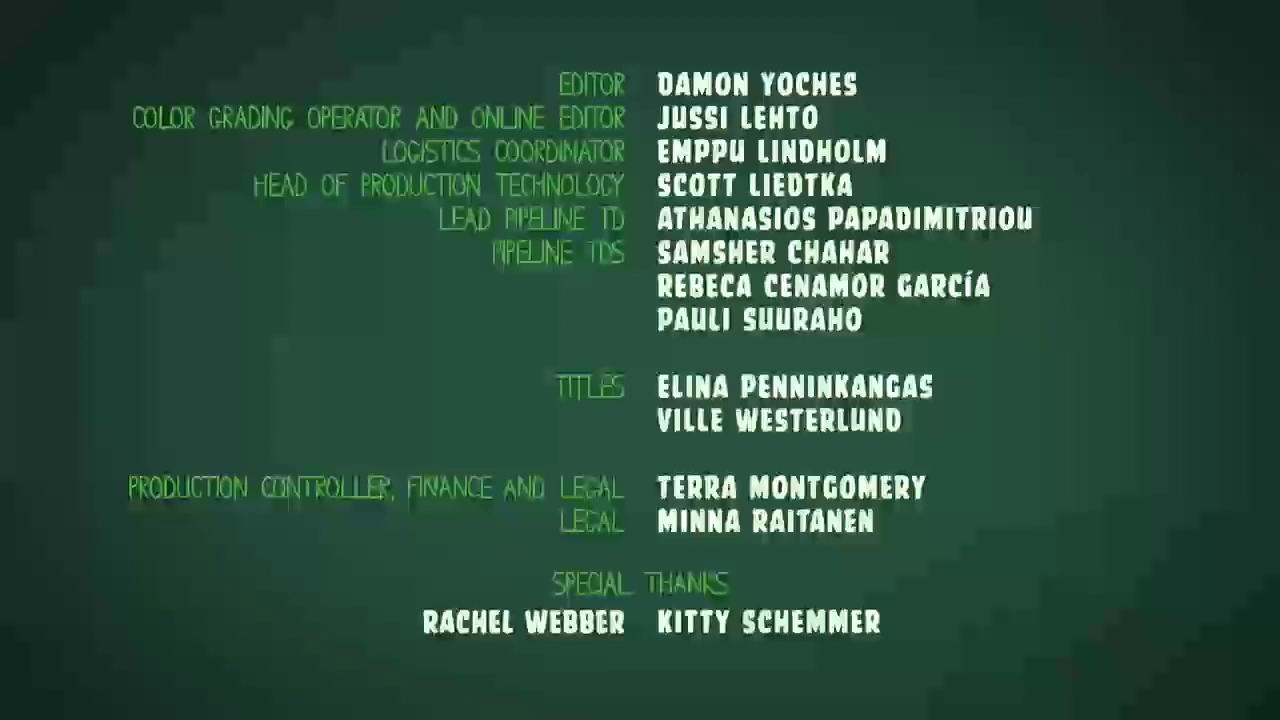 EDITOR DAMON YOCHES
COLOR GRADING OPERATOR AND ONLINE EDITOR JUSSI LEHTO
LOGISTICS COORDINATOR EMPPU LINDHOLM
HEAD OF PRODUCTION TECHNOLOGY SCOTT LIEDTKA
LEAD PIPELINE TD ATHANASIOS PAPADIMITRIOU
PIPELINE TDS SAMSHER CHAHAR
REBECA CENAMOR GARCÍA
PAULI SUURAHO
TITLES ELINA PENNINKANGAS
VILLE WESTERLUND
PRODUCTION CONTROLLER, FINANCE AND LEGAL TERRA MONTGOMERY
LEGAL MINNA RAITANEN
SPECIAL THANKS
RACHEL WEBBER KITTY SCHEMMER